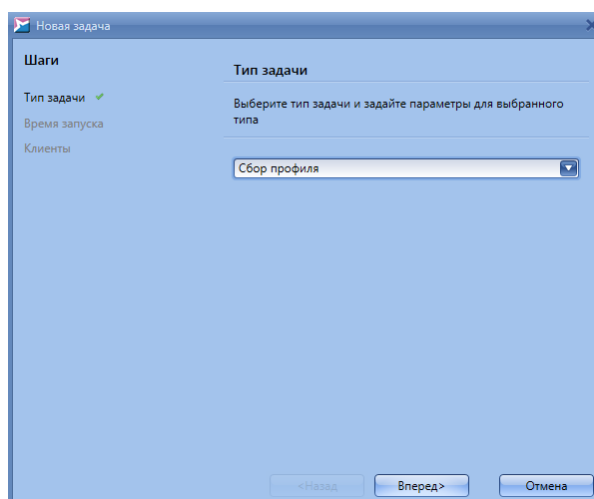 Новая задача
Шаги
Тип задачи
Время запуска
Клиенты
Тип задачи
Выберите тип задачи и задайте параметры для выбранного
типа
Сбор профиля
<Назад
Вперед>
Отмена